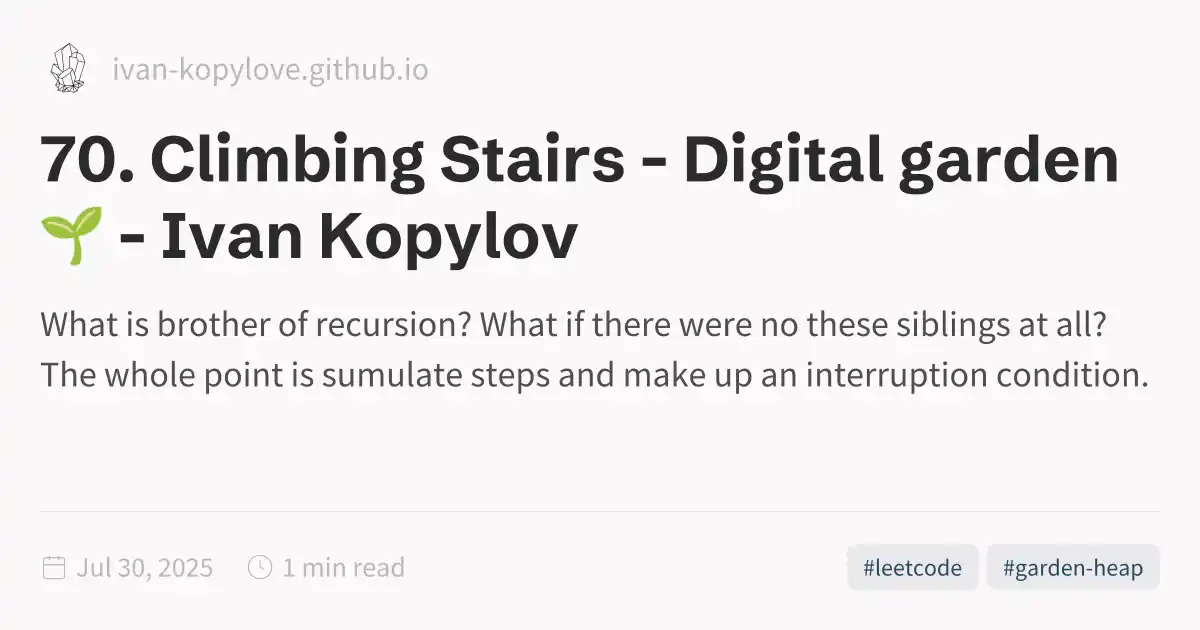 ivan-kopylove.github.io
70. Climbing Stairs - Digital garden
🌱 - Ivan Kopylov
What is brother of recursion? What if there were no these siblings at all?
The whole point is sumulate steps and make up an interruption condition.
Jul 30, 2025 1 min read #leetcode #garden-heap